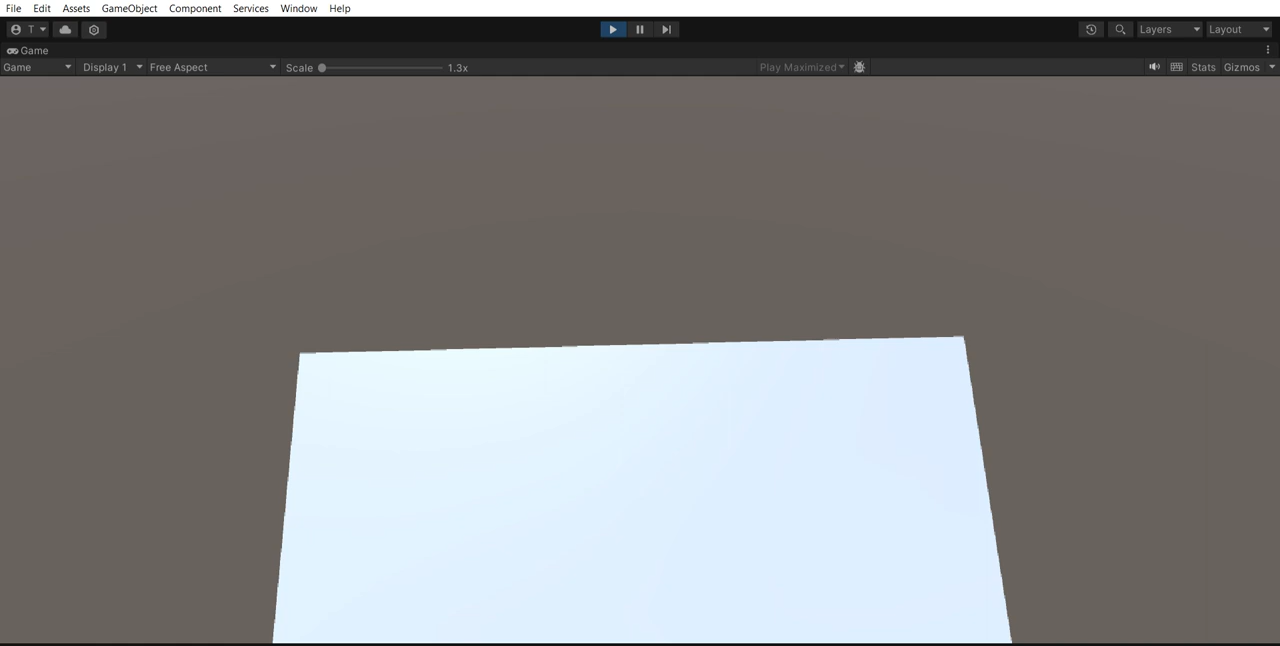 File Edit Assets GameObject Component Services Window Help
T Layers Layout
Game
Game Display 1 Free Aspect Scale 1.3x Play Maximized Stats Gizmos